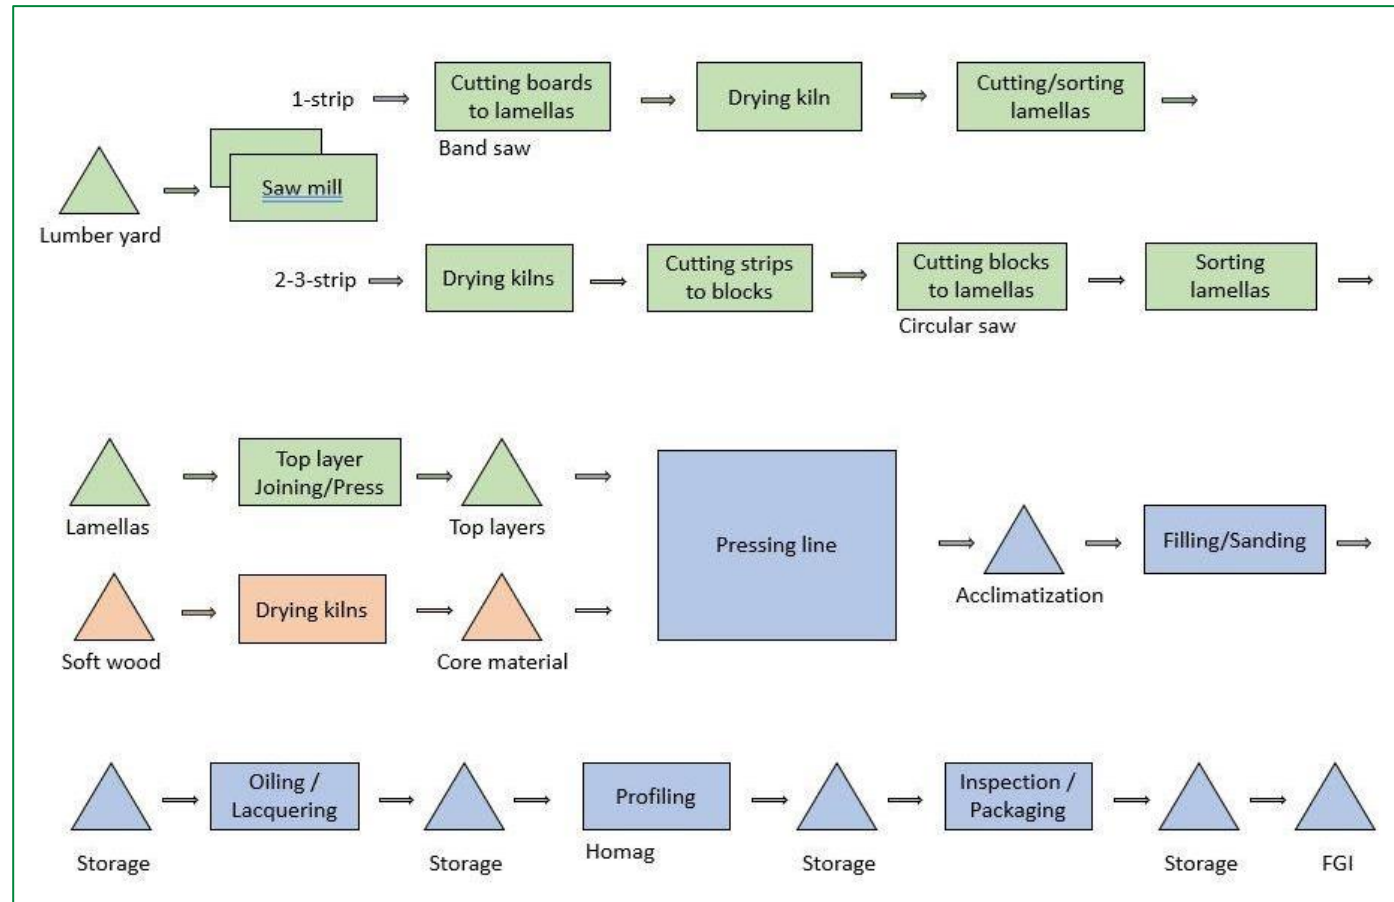 1-strip
Cutting boards
to lamellas
Band saw
Drying kiln
Cutting/sorting
lamellas
Saw mill
Lumber yard
2-3-strip
Drying kilns
Cutting strips
to blocks
Cutting blocks
to lamellas
Circular saw
Sorting
lamellas
Lamellas
Top layer
Joining/Press
Top layers
Pressing line
Acclimatization
Filling/Sanding
Soft wood
Drying kilns
Core material
Storage
Oiling /
Lacquering
Storage
Profiling
Homag
Storage
Inspection /
Packaging
Storage
FGI